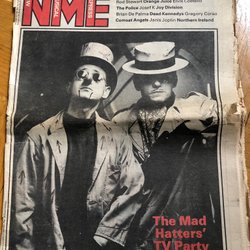 NME
Rod Stewart Orange Juice Elvis Costello
The Police Josef K Joy Division
Brian De Palma Dead Kennedys Gregory Corso
Comsat Angels Janis Joplin Northern Ireland
The Mad
Hatters'
TV Party